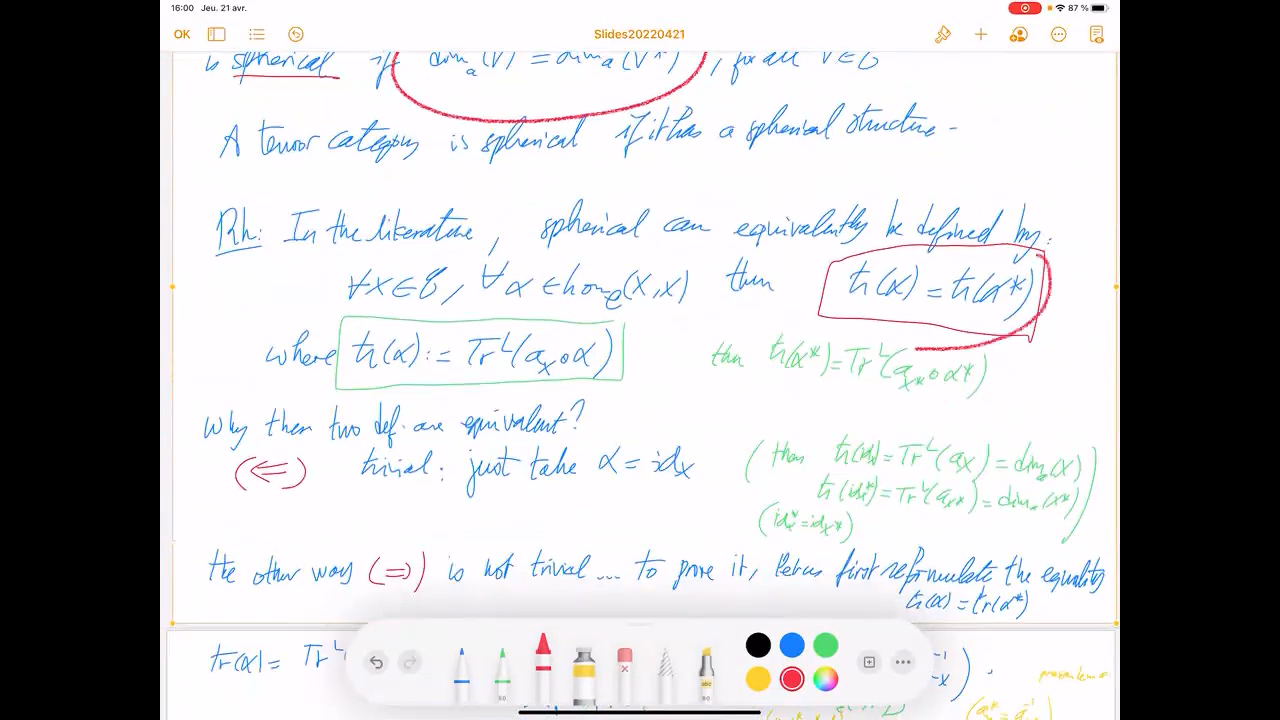 16:00 Jeu. 21 avr.
87 %
OK
Slides20220421
is spherical if dim_a(V) = dim_a(V*), for all V∈C
A tensor category is spherical if it has a spherical structure -
Rk: In the literature, spherical can equivalently be defined by:
∀X∈C, ∀α∈hom_C(X,X) then tr(α) = tr(α*)
where tr(α) := Tr^L(a_X∘α) then tr(α*) = Tr^L(a_X*∘α*)
Why then two def. are equivalent?
(⇐) trivial: just take α = id_X
(then tr(id_X) = Tr^L(a_X) = dim_a(X)
tr(id_X*) = Tr^L(a_X*) = dim_a(X*)
(id_X* = id_X*)
the other way (⇒) is not trivial ... to prove it, let us first reformulate the equality
tr(α) = tr(α*)
tr(α) = Tr^L